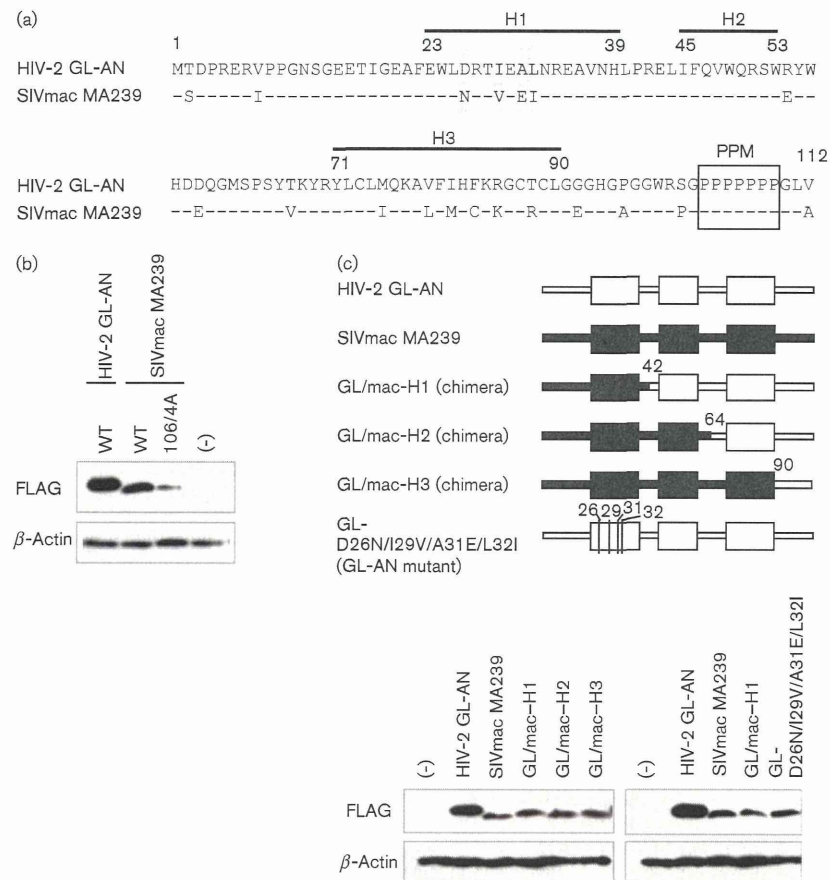 (a)
H1 H2
1 23 39 45 53
HIV-2 GL-AN MTDPRERVPPGNSGEETIGEAFEWLDRTIEALNREAVNHLPRELIFQVWQRSWRYW
SIVmac MA239 -S-----I-----------------N--V-EI---------------------E--
H3 PPM
71 90 112
HIV-2 GL-AN HDDQGMSPSYTKYRYLCLMQKAVFIHFKRGCTCLGGGHGPGGWRSGPPPPPPPGLV
SIVmac MA239 --E-------V-------I---L-M-C-K--R---E---A----P----------A
(b)
HIV-2 GL-AN
SIVmac MA239
WT
WT
106/4A
(-)
FLAG
β-Actin
(c)
HIV-2 GL-AN
SIVmac MA239
42
GL/mac-H1 (chimera)
64
GL/mac-H2 (chimera)
90
GL/mac-H3 (chimera)
26 29 31 32
GL-
D26N/I29V/A31E/L32I
(GL-AN mutant)
(-)
HIV-2 GL-AN
SIVmac MA239
GL/mac-H1
GL/mac-H2
GL/mac-H3
(-)
HIV-2 GL-AN
SIVmac MA239
GL/mac-H1
GL-
D26N/I29V/A31E/L32I
FLAG
β-Actin